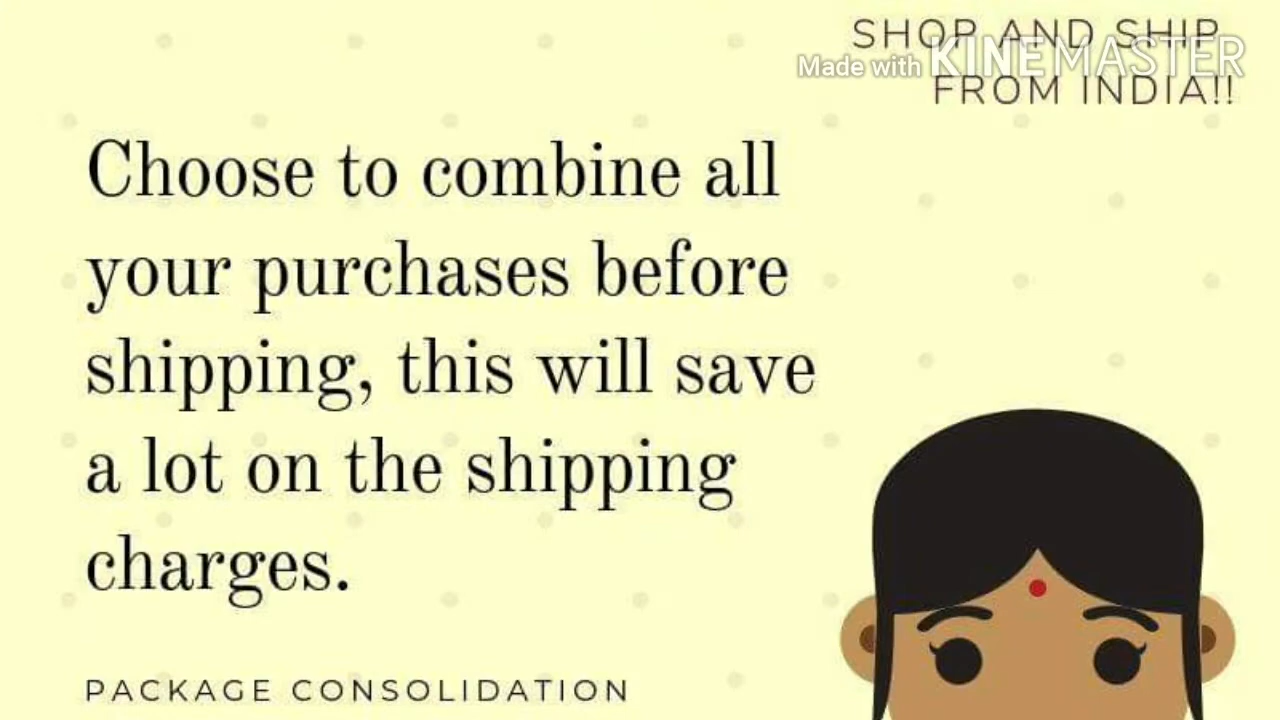 SHOP AND SHIP
Made with KINEMASTER
FROM INDIA!!
Choose to combine all
your purchases before
shipping, this will save
a lot on the shipping
charges.
PACKAGE CONSOLIDATION